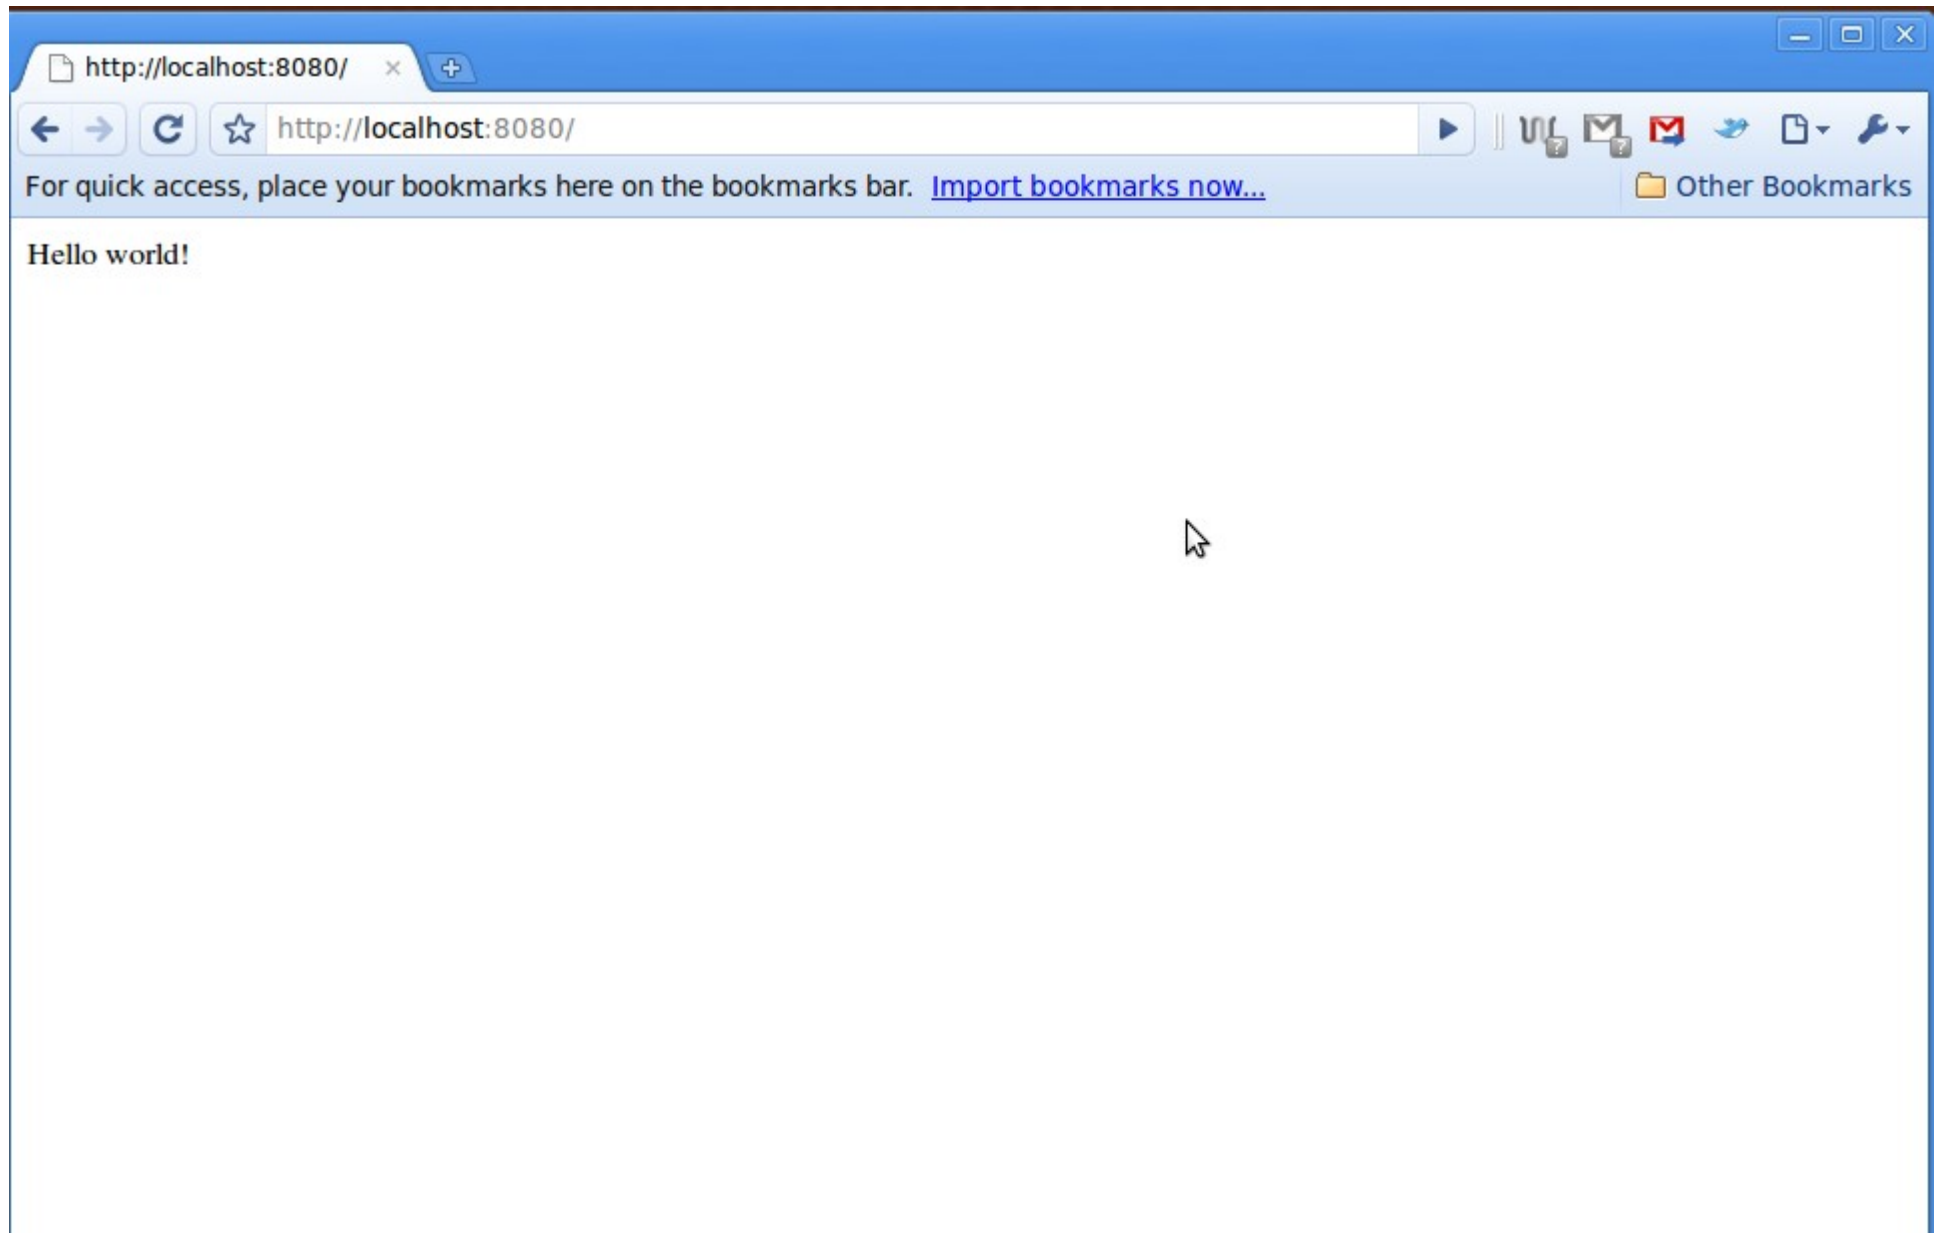 http://localhost:8080/
http://localhost:8080/
For quick access, place your bookmarks here on the bookmarks bar. Import bookmarks now... Other Bookmarks
Hello world!